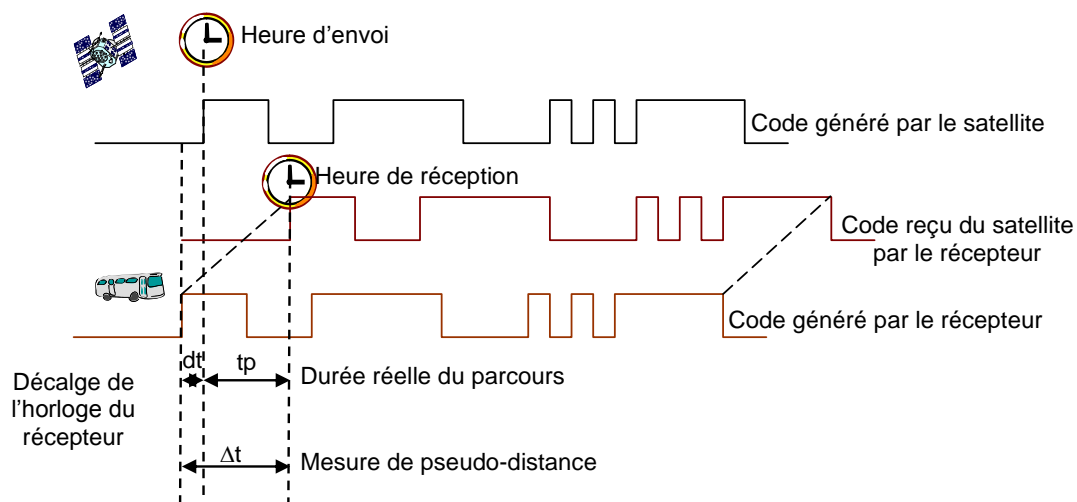 Heure d'envoi
Code généré par le satellite
Heure de réception
Code reçu du satellite
par le récepteur
Code généré par le récepteur
dt
tp
Durée réelle du parcours
Décalge de
l'horloge du
récepteur
Δt
Mesure de pseudo-distance